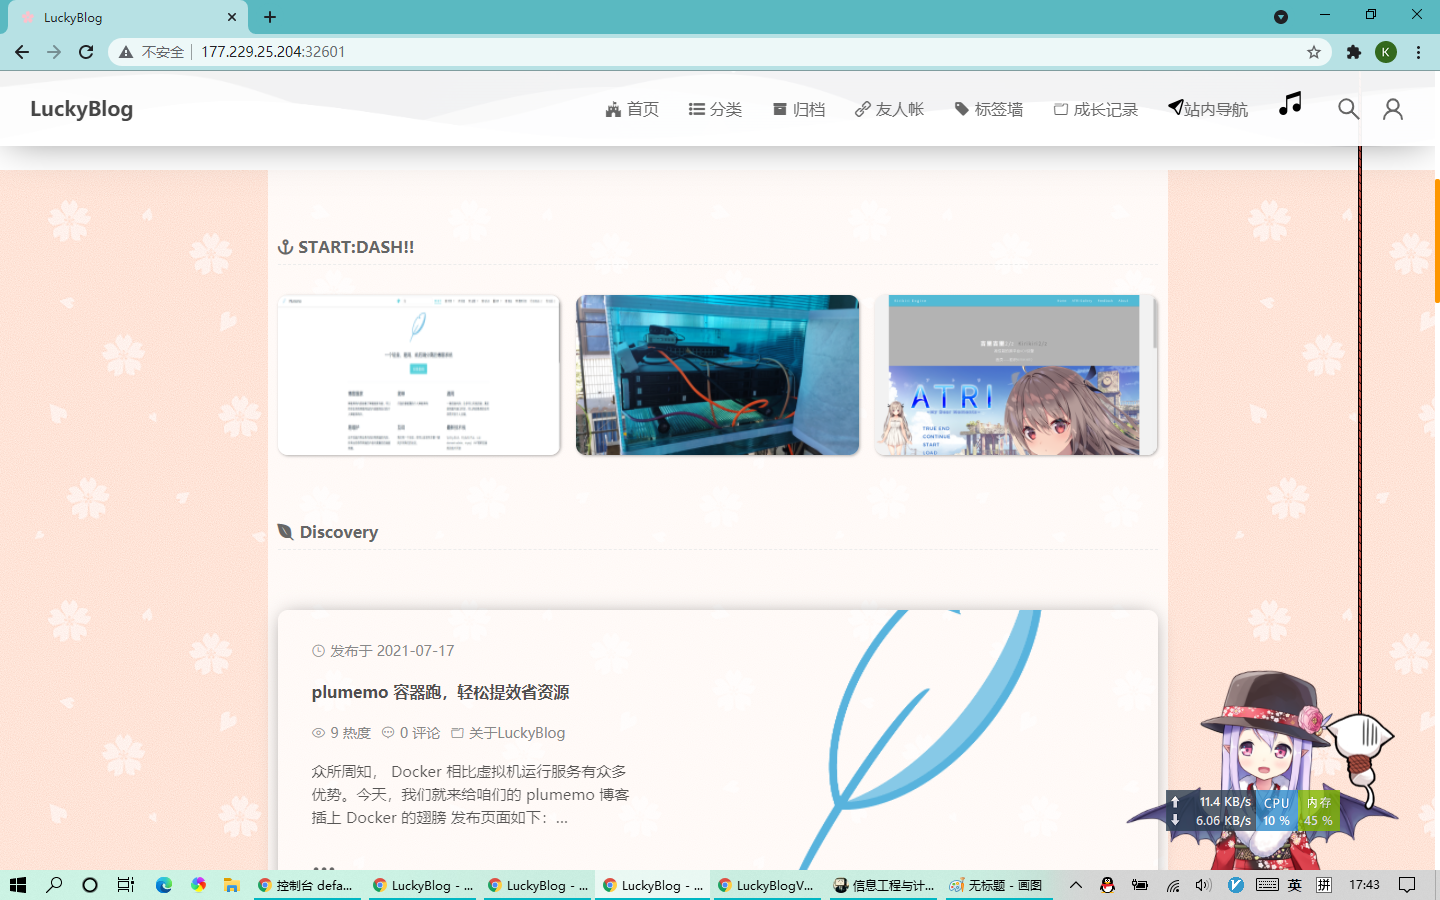 LuckyBlog
不安全 177.229.25.204:32601
K
LuckyBlog
首页 分类 归档 友人帐 标签墙 成长记录 站内导航
START:DASH!!
ATRI
TRUE END
CONTINUE
START
LOAD
Discovery
发布于 2021-07-17
plumemo 容器跑，轻松提效省资源
9 热度 0 评论 关于LuckyBlog
众所周知， Docker 相比虚拟机运行服务有众多
优势。今天，我们就来给咱们的 plumemo 博客
插上 Docker 的翅膀 发布页面如下：...
11.4 KB/s CPU 内存
6.06 KB/s 10 % 45 %
控制台 defa... LuckyBlog - ... LuckyBlog - ... LuckyBlog - ... LuckyBlogV... 信息工程与计... 无标题 - 画图 英 拼 17:43